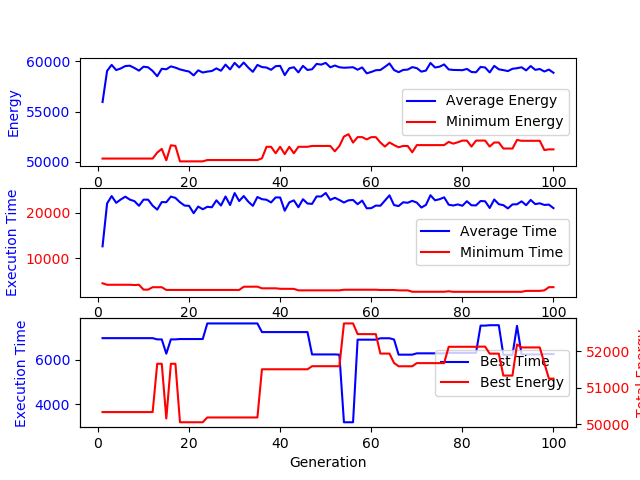 60000
55000
50000
Energy
Average Energy
Minimum Energy
0 20 40 60 80 100
20000
10000
Execution Time
Average Time
Minimum Time
0 20 40 60 80 100
6000
4000
Execution Time
Best Time
Best Energy
52000
51000
50000
Total Energy
0 20 40 60 80 100
Generation